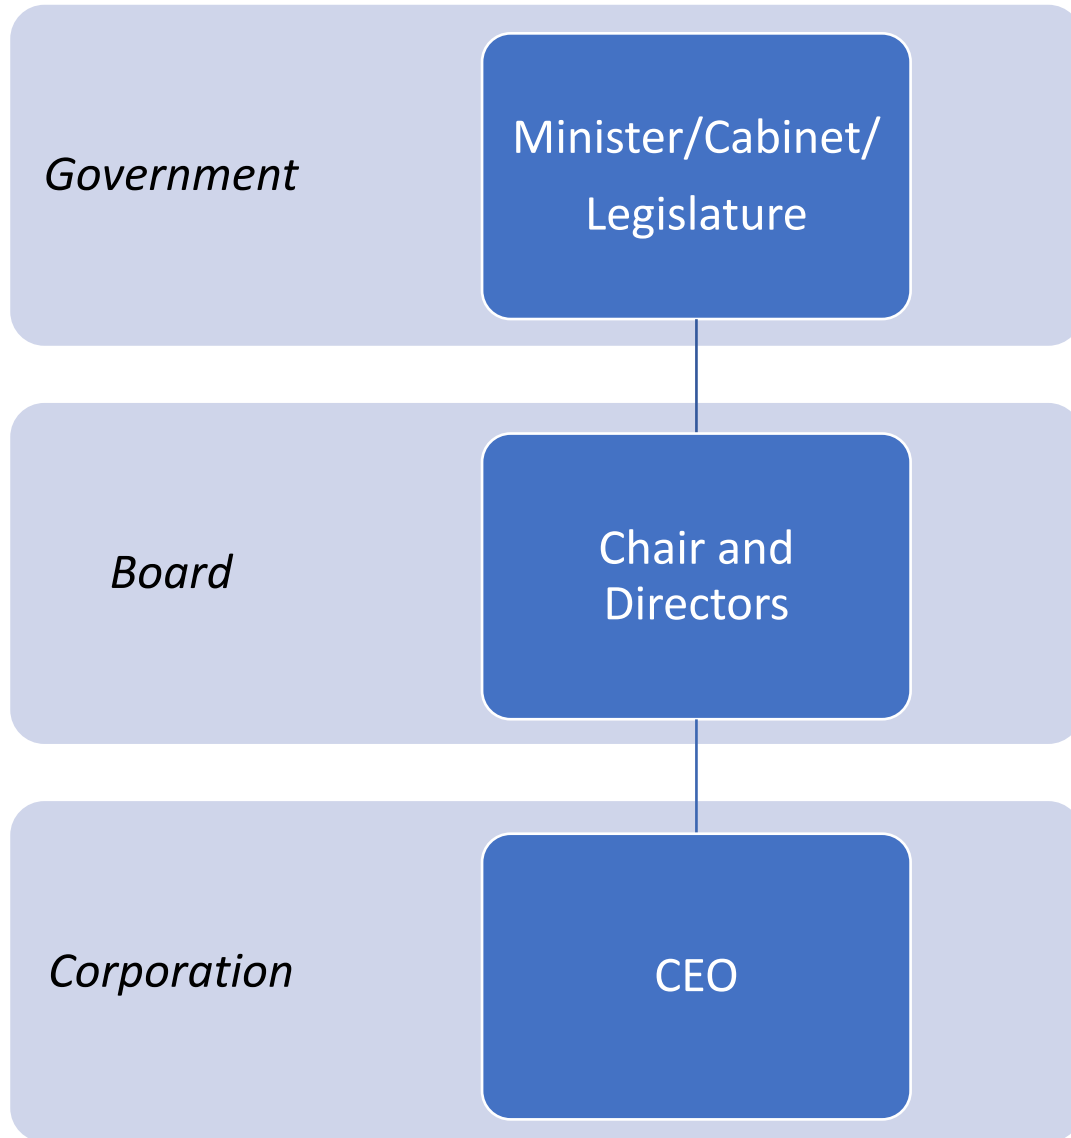 Government
Minister/Cabinet/
Legislature
Board
Chair and
Directors
Corporation
CEO